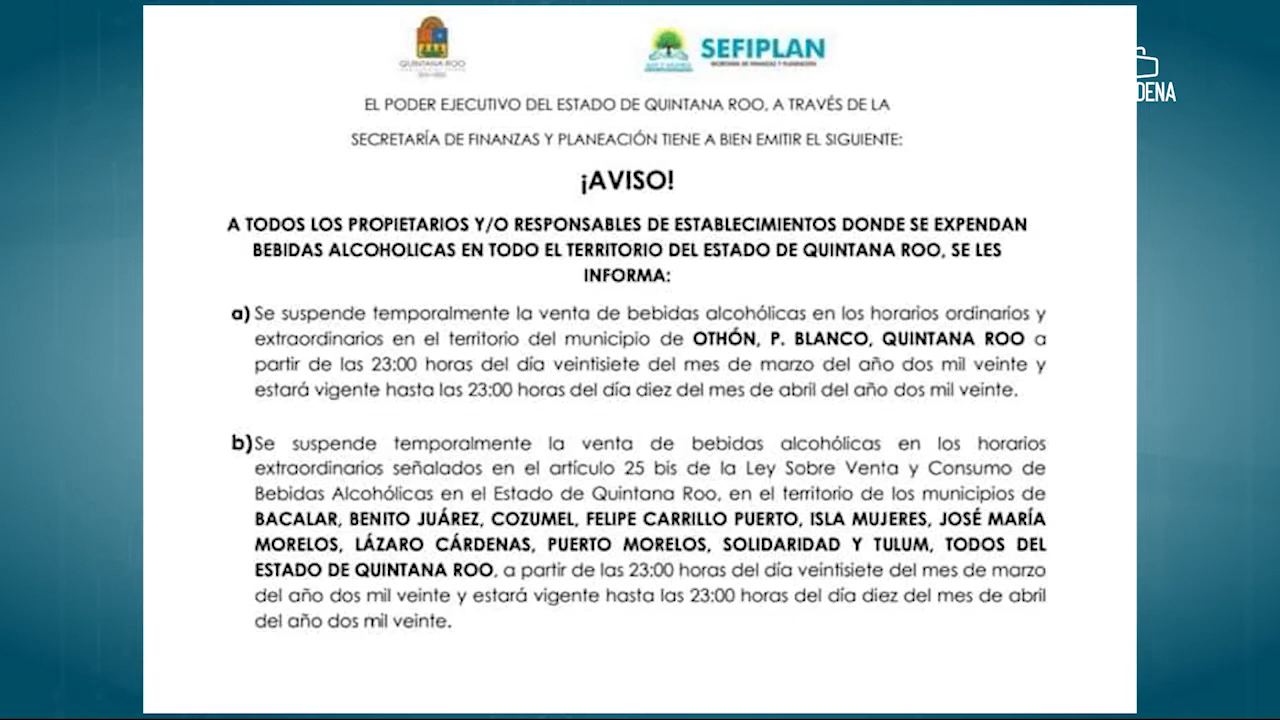 QUINTANA ROO
SEFIPLAN
SECRETARÍA DE FINANZAS Y PLANEACIÓN
DENA
EL PODER EJECUTIVO DEL ESTADO DE QUINTANA ROO, A TRAVÉS DE LA
SECRETARÍA DE FINANZAS Y PLANEACIÓN TIENE A BIEN EMITIR EL SIGUIENTE:
¡AVISO!
A TODOS LOS PROPIETARIOS Y/O RESPONSABLES DE ESTABLECIMIENTOS DONDE SE EXPENDAN
BEBIDAS ALCOHOLICAS EN TODO EL TERRITORIO DEL ESTADO DE QUINTANA ROO, SE LES
INFORMA:
a) Se suspende temporalmente la venta de bebidas alcohólicas en los horarios ordinarios y
extraordinarios en el territorio del municipio de OTHÓN, P. BLANCO, QUINTANA ROO a
partir de las 23:00 horas del día veintisiete del mes de marzo del año dos mil veinte y
estará vigente hasta las 23:00 horas del día diez del mes de abril del año dos mil veinte.
b)Se suspende temporalmente la venta de bebidas alcohólicas en los horarios
extraordinarios señalados en el artículo 25 bis de la Ley Sobre Venta y Consumo de
Bebidas Alcohólicas en el Estado de Quintana Roo, en el territorio de los municipios de
BACALAR, BENITO JUÁREZ, COZUMEL, FELIPE CARRILLO PUERTO, ISLA MUJERES, JOSÉ MARÍA
MORELOS, LÁZARO CÁRDENAS, PUERTO MORELOS, SOLIDARIDAD Y TULUM, TODOS DEL
ESTADO DE QUINTANA ROO, a partir de las 23:00 horas del día veintisiete del mes de marzo
del año dos mil veinte y estará vigente hasta las 23:00 horas del día diez del mes de abril
del año dos mil veinte.